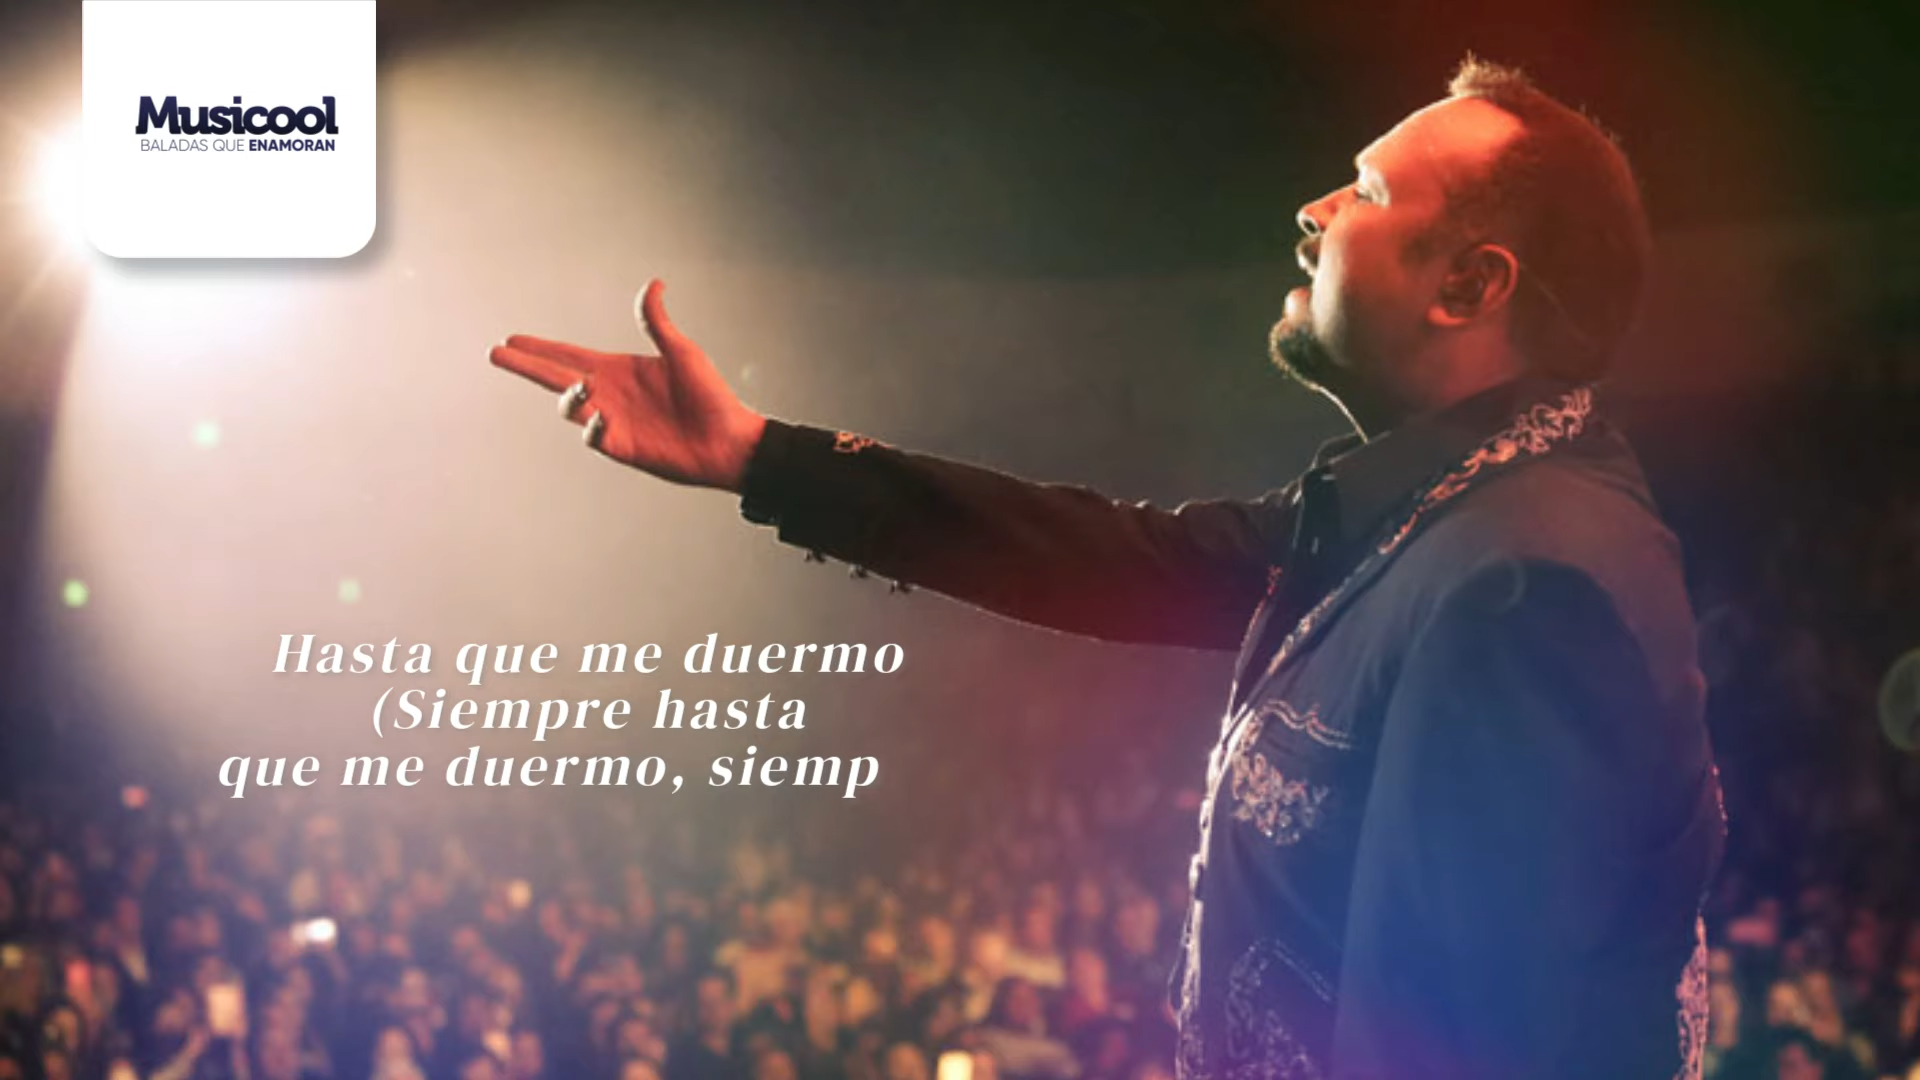 Musicool
BALADAS QUE ENAMORAN
Hasta que me duermo
(Siempre hasta
que me duermo, siemp